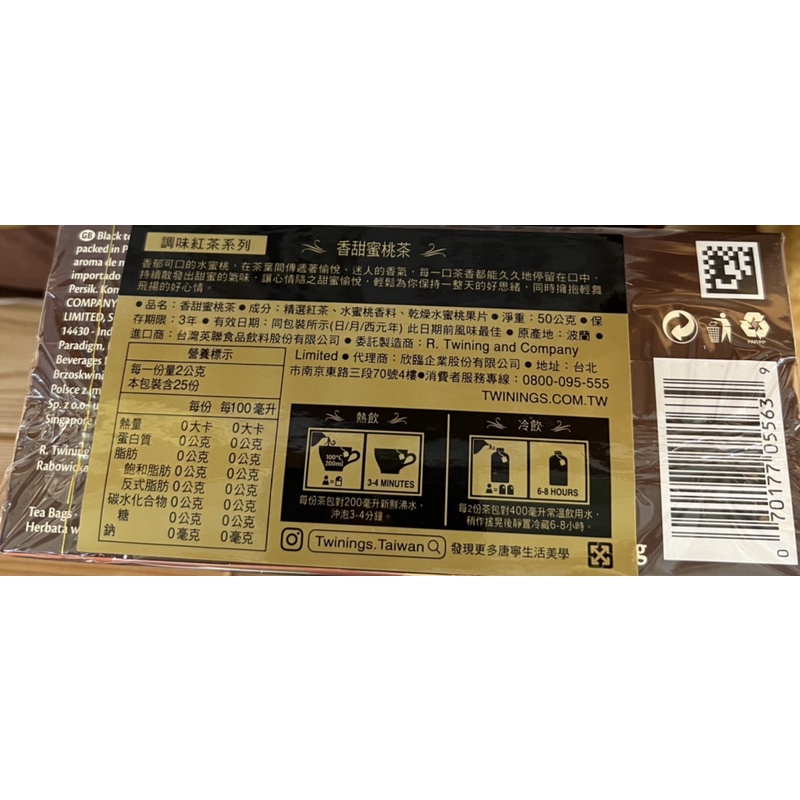 調味紅茶系列
香甜蜜桃茶
香郁可口的水蜜桃，在茶葉間傳遞著愉悅、迷人的香氣，每一口茶香都能久久地停留在口中，
持續散發出甜蜜的氣味，讓心情隨之甜蜜愉悅，輕鬆為你保持一整天的好思緒，同時擁抱輕舞
飛揚的好心情。
●品名：香甜蜜桃茶●成分：精選紅茶、水蜜桃香料、乾燥水蜜桃果片●淨重：50公克●保
存期限：3年●有效日期：同包裝所示(日/月/西元年) 此日期前風味最佳●原產地：波蘭●
進口商：台灣英聯食品飲料股份有限公司●委託製造商：R. Twining and Company
Limited●代理商：欣臨企業股份有限公司●地址：台北
市南京東路三段70號4樓●消費者服務專線：0800-095-555
TWININGS.COM.TW
營養標示
每一份量2公克
本包裝含25份
每份 每100毫升
熱量 0大卡 0大卡
蛋白質 0公克 0公克
脂肪 0公克 0公克
飽和脂肪 0公克 0公克
反式脂肪 0公克 0公克
碳水化合物 0公克 0公克
糖 0公克 0公克
鈉 0毫克 0毫克
熱飲
100°C
200ml
3-4 MINUTES
每份茶包對200毫升新鮮沸水，
沖泡3-4分鐘。
冷飲
6-8 HOURS
每2份茶包對400毫升常溫飲用水，
稍作搖晃後靜置冷藏6-8小時。
Twinings.Taiwan
發現更多唐寧生活美學
GB Black
packed in
aroma de
importado
Persik.
COMPANY
LIMITED,
14430 -
Paradigm,
Beverages
Brzoskwini
Polsce
Sp. z o.o.
Singapore
R. Twining
Rabowicka
Tea Bags
Herbata
PAP/PP
0 70177 05563 9
g